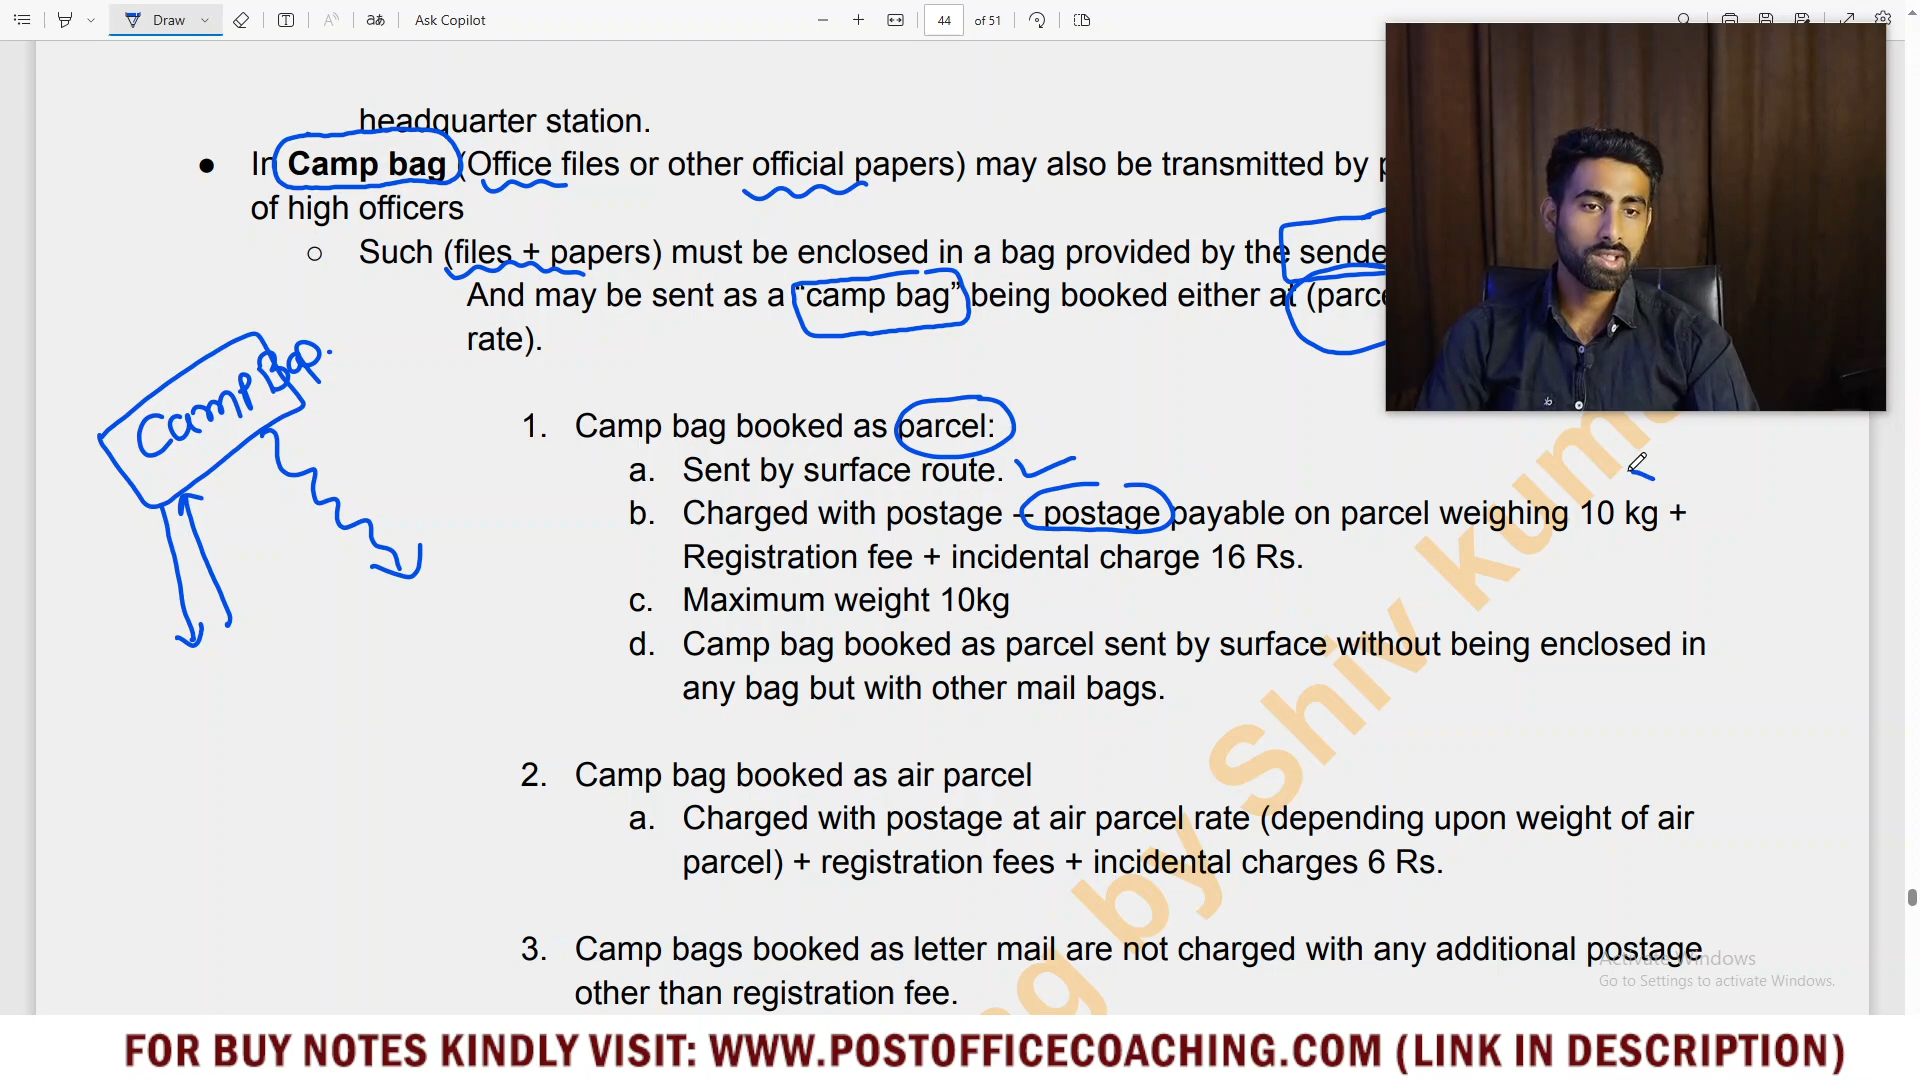 Draw
Ask Copilot
44 of 51
headquarter station.
● In Camp bag (Office files or other official papers) may also be transmitted by
of high officers
○ Such (files + papers) must be enclosed in a bag provided by the
And may be sent as a “camp bag” being booked either at
rate).
Camp Bag.
1. Camp bag booked as parcel:
a. Sent by surface route.
b. Charged with postage – postage payable on parcel weighing 10 kg +
Registration fee + incidental charge 16 Rs.
c. Maximum weight 10kg
d. Camp bag booked as parcel sent by surface without being enclosed in
any bag but with other mail bags.
2. Camp bag booked as air parcel
a. Charged with postage at air parcel rate (depending upon weight of air
parcel) + registration fees + incidental charges 6 Rs.
3. Camp bags booked as letter mail are not charged with any additional postage
other than registration fee.
by Shiv
Activate Windows
Go to Settings to activate Windows.
FOR BUY NOTES KINDLY VISIT: WWW.POSTOFFICECOACHING.COM (LINK IN DESCRIPTION)